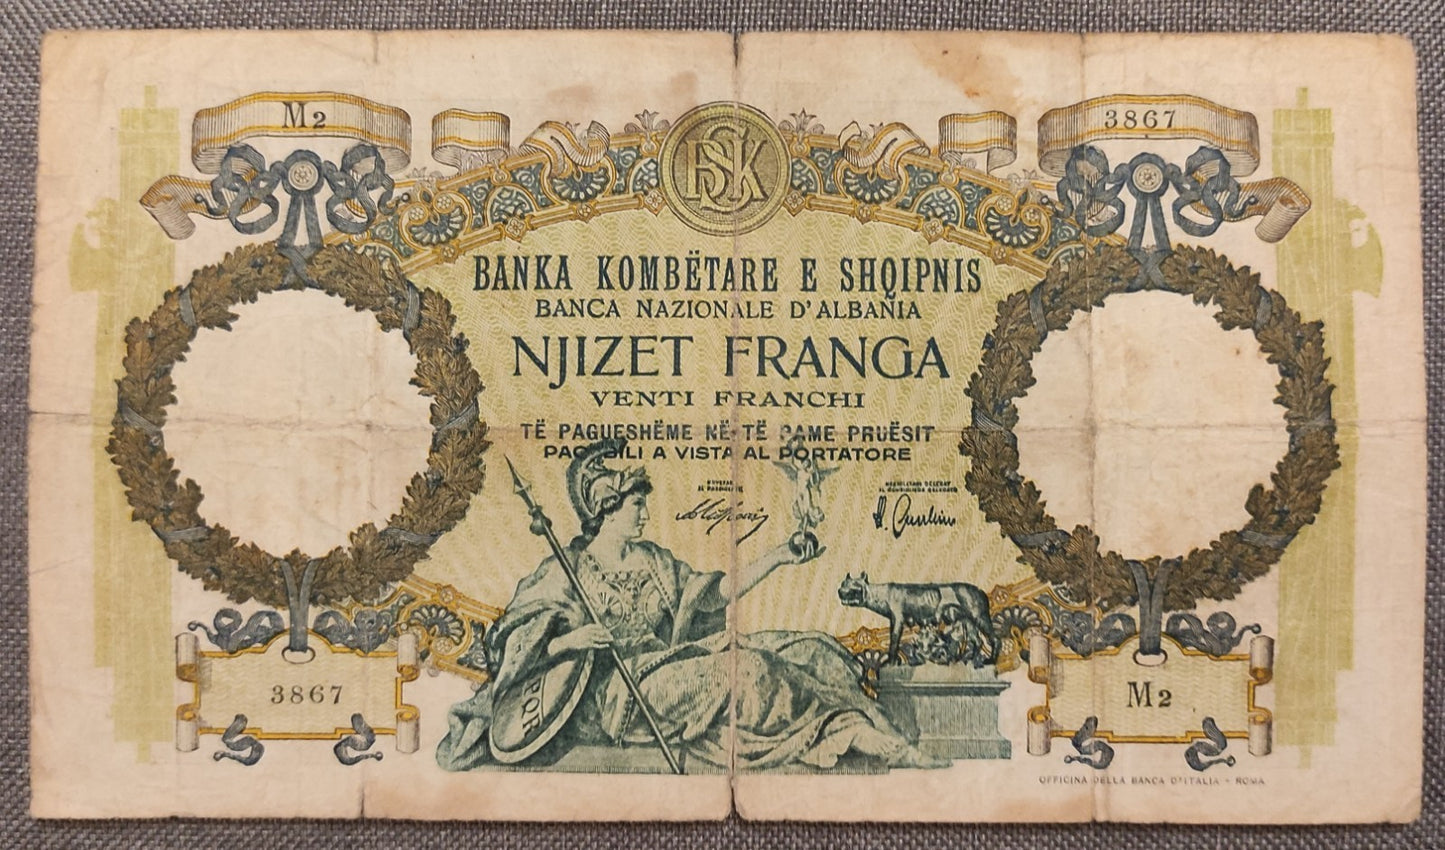 M2
3867
BSK
BANKA KOMBËTARE E SHQIPNIS
BANCA NAZIONALE D'ALBANIA
NJIZET FRANGA
VENTI FRANCHI
TË PAGUESHËME NË TË PAME PRUËSIT
PAGABILI A VISTA AL PORTATORE
3867
M2
OFFICINA DELLA BANCA D'ITALIA - ROMA